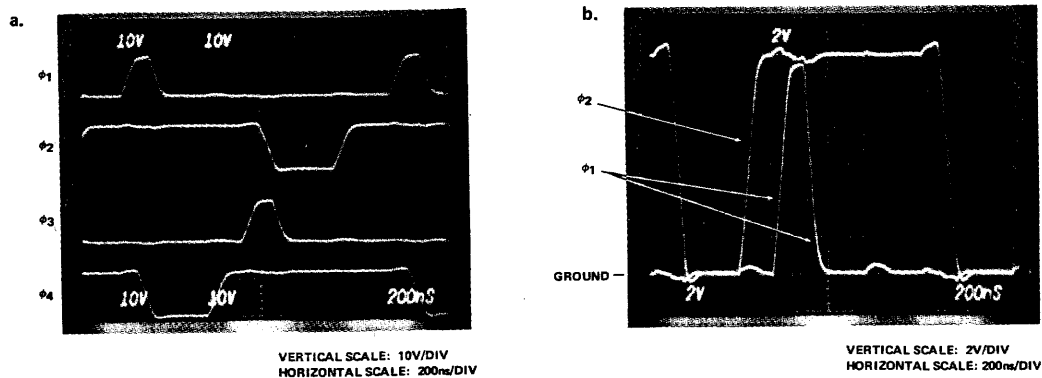 a.
10V 10V
φ1
φ2
φ3
φ4
10V 10V 200nS
VERTICAL SCALE: 10V/DIV
HORIZONTAL SCALE: 200ns/DIV
b.
2V
φ2
φ1
GROUND
2V 200nS
VERTICAL SCALE: 2V/DIV
HORIZONTAL SCALE: 200ns/DIV